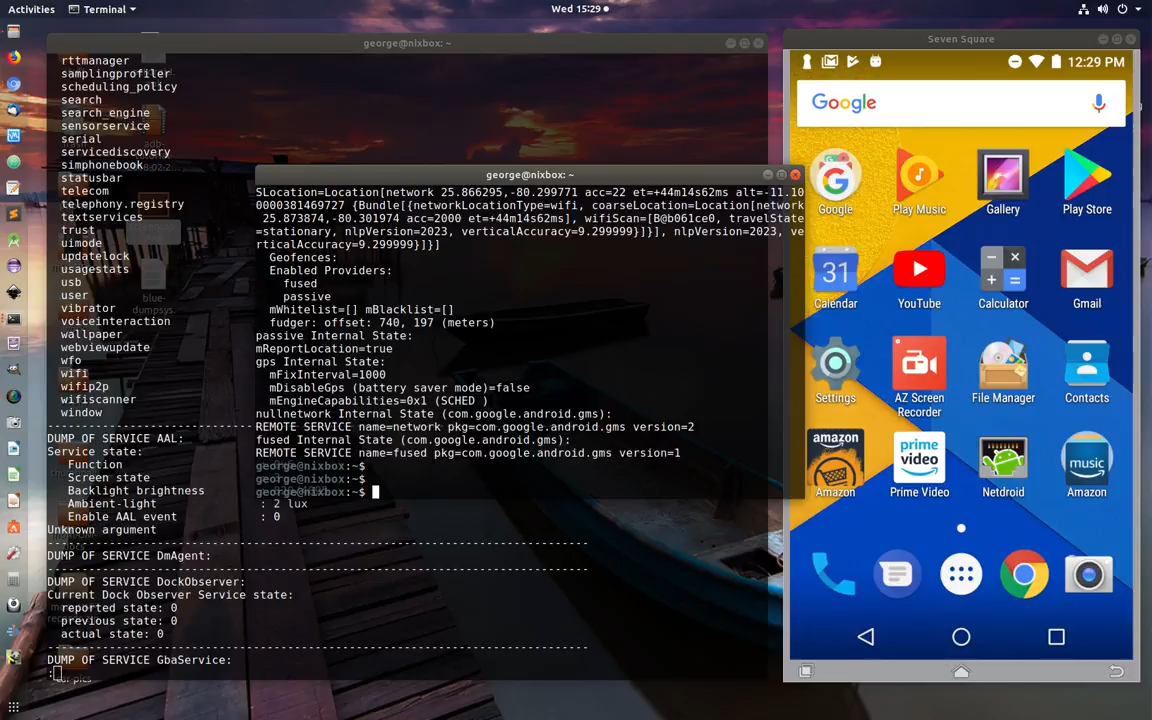 Activities
Terminal
Wed 15:29
george@nixbox: ~
rttmanager
samplingprofiler
scheduling_policy
search
search_engine
sensorservice
serial
servicediscovery
simphonebook
statusbar
telecom
telephony.registry
textservices
trust
uimode
updatelock
usagestats
usb
user
vibrator
voiceinteraction
wallpaper
webviewupdate
wfo
wifi
wifip2p
wifiscanner
window
DUMP OF SERVICE AAL:
Service state:
Function
Screen state
Backlight brightness
Ambient-light : 2 lux
Enable AAL event : 0
Unknown argument
--------------------------------------------------------------------------------
DUMP OF SERVICE DmAgent:
--------------------------------------------------------------------------------
DUMP OF SERVICE DockObserver:
Current Dock Observer Service state:
reported state: 0
previous state: 0
actual state: 0
--------------------------------------------------------------------------------
DUMP OF SERVICE GbaService:
:
blue-
dumpsys.
george@nixbox: ~
SLocation=Location[network 25.866295,-80.299771 acc=22 et=+44m14s62ms alt=-11.10
0000381469727 {Bundle[{networkLocationType=wifi, coarseLocation=Location[network
25.873874,-80.301974 acc=2000 et=+44m14s62ms], wifiScan=[B@b061ce0, travelState
=stationary, nlpVersion=2023, verticalAccuracy=9.299999}]}], nlpVersion=2023, ve
rticalAccuracy=9.299999}]}]
Geofences:
Enabled Providers:
fused
passive
mWhitelist=[] mBlacklist=[]
fudger: offset: 740, 197 (meters)
passive Internal State:
mReportLocation=true
gps Internal State:
mFixInterval=1000
mDisableGps (battery saver mode)=false
mEngineCapabilities=0x1 (SCHED )
nullnetwork Internal State (com.google.android.gms):
REMOTE SERVICE name=network pkg=com.google.android.gms version=2
fused Internal State (com.google.android.gms):
REMOTE SERVICE name=fused pkg=com.google.android.gms version=1
george@nixbox:~$
george@nixbox:~$
george@nixbox:~$
Seven Square
12:29 PM
Google
Google
Play Music
Gallery
Play Store
31
Calendar
YouTube
Calculator
Gmail
Settings
AZ Screen
Recorder
File Manager
Contacts
amazon
Amazon
prime
video
Prime Video
Netdroid
amazon
music
Amazon